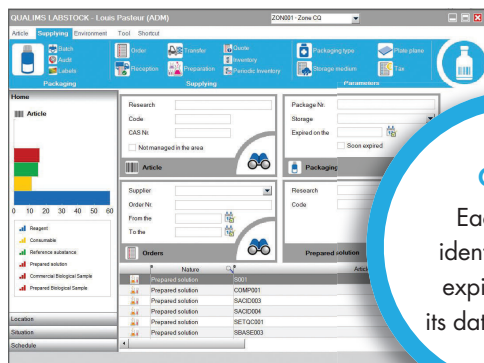 QUALIMS LABSTOCK - Louis Pasteur (ADM)
ZON001 - Zone CQ
Article Supplying Environment Tool Shortcut
Batch
Audit
Labels
Packaging
Order
Reception
Transfer
Preparation
Quote
Inventory
Periodic Inventory
Supplying
Packaging type
Storage medium
Plate plane
Tax
Parameters
Home
Article
0 10 20 30 40 50 60
Reagent
Consumable
Reference substance
Prepared solution
Commercial Biological Sample
Prepared Biological Sample
Location
Situation
Schedule
Research
Code
CAS Nr.
Not managed in the area
Article
Package Nr.
Storage
Expired on the
Soon expired
Packaging
Supplier
Order Nr.
From the
To the
Orders
Research
Code
Prepared solution
Nature
Prepared solution S001
Prepared solution COMP001
Prepared solution SACID003
Prepared solution SACID004
Prepared solution SETQC001
Prepared solution SBASE003
Eac
ident
expi
its dat